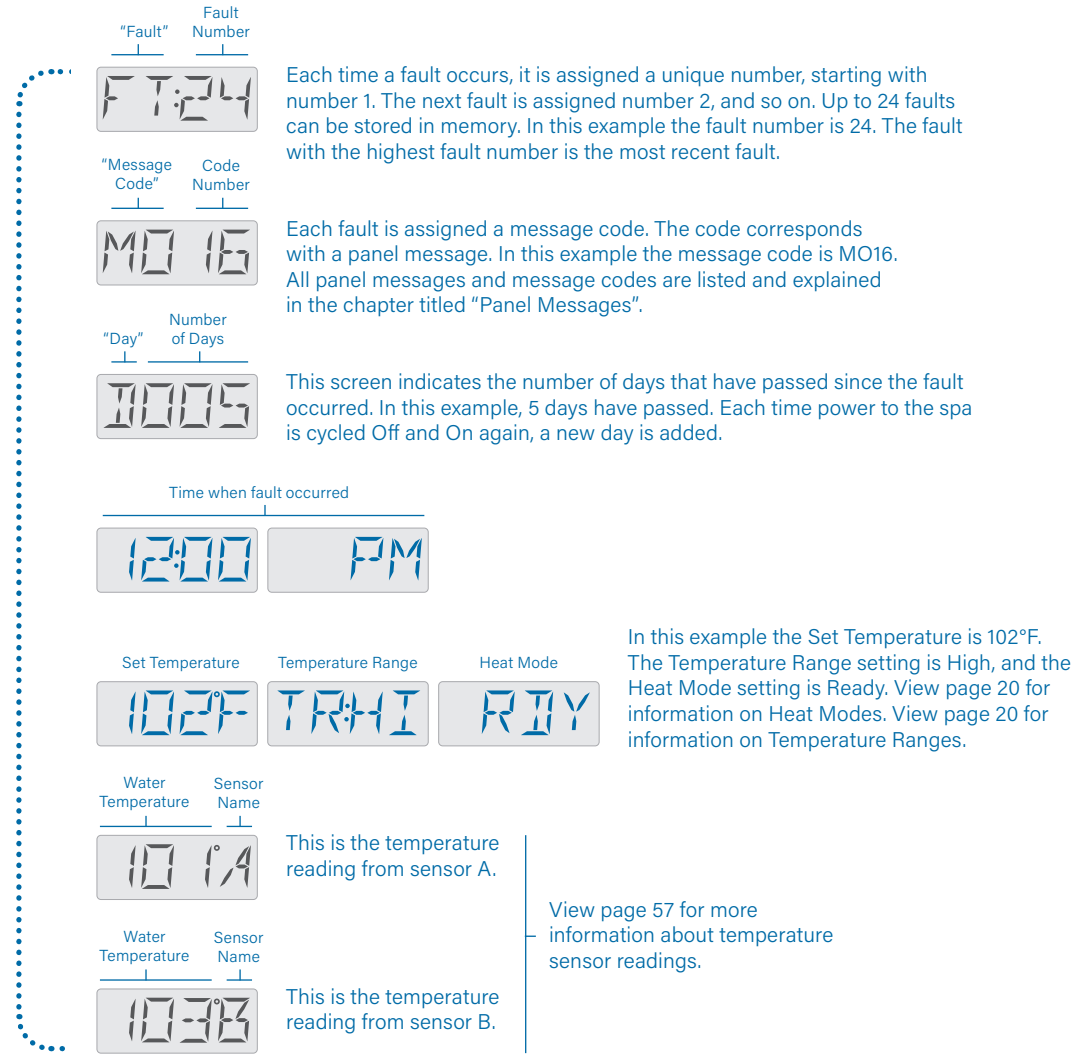 "Fault"
Fault
Number
FT:24
Each time a fault occurs, it is assigned a unique number, starting with
number 1. The next fault is assigned number 2, and so on. Up to 24 faults
can be stored in memory. In this example the fault number is 24. The fault
with the highest fault number is the most recent fault.
“Message
Code”
Code
Number
MO16
Each fault is assigned a message code. The code corresponds
with a panel message. In this example the message code is MO16.
All panel messages and message codes are listed and explained
in the chapter titled “Panel Messages”.
“Day”
Number
of Days
D005
This screen indicates the number of days that have passed since the fault
occurred. In this example, 5 days have passed. Each time power to the spa
is cycled Off and On again, a new day is added.
Time when fault occurred
12:00 PM
Set Temperature
Temperature Range
Heat Mode
102°F TR:HI RDY
In this example the Set Temperature is 102°F.
The Temperature Range setting is High, and the
Heat Mode setting is Ready. View page 20 for
information on Heat Modes. View page 20 for
information on Temperature Ranges.
Water
Temperature
Sensor
Name
101°A
This is the temperature
reading from sensor A.
Water
Temperature
Sensor
Name
103°B
This is the temperature
reading from sensor B.
View page 57 for more
information about temperature
sensor readings.